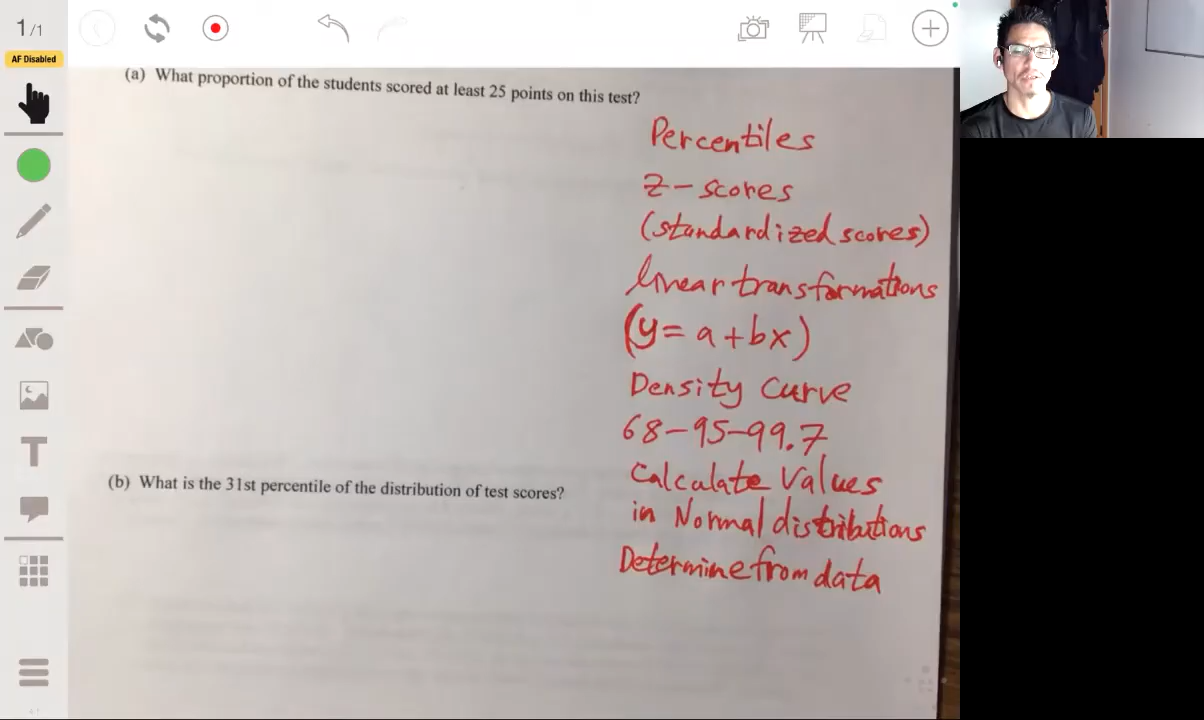 1/1
AF Disabled
(a) What proportion of the students scored at least 25 points on this test?
Percentiles
z-scores
(standardized scores)
linear transformations
(y = a + bx)
Density Curve
68-95-99.7
Calculate Values
in Normal distributions
Determine from data
(b) What is the 31st percentile of the distribution of test scores?
T